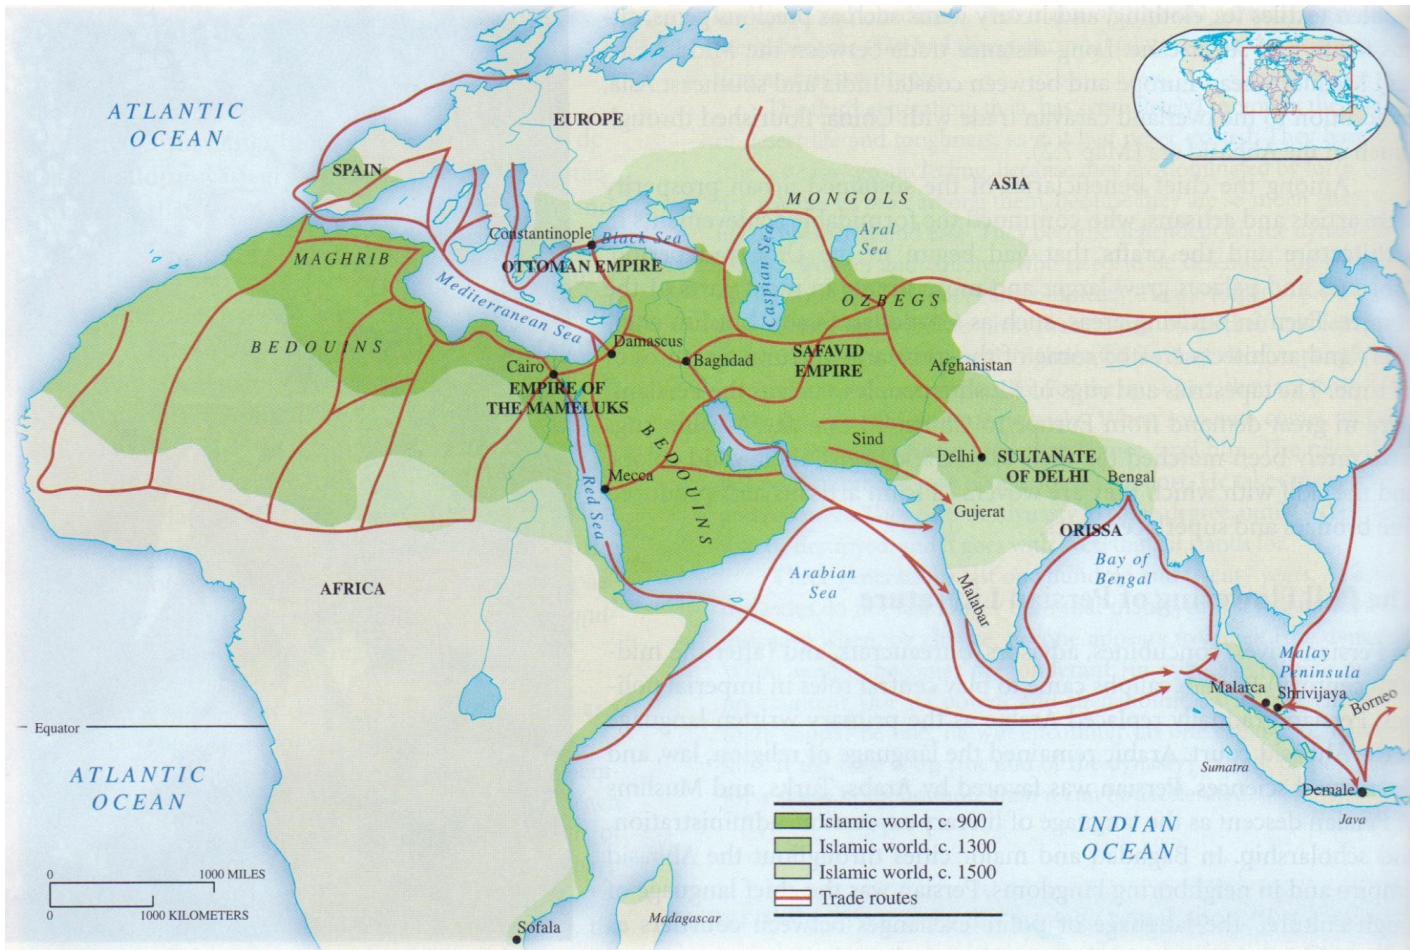 ATLANTIC
OCEAN
EUROPE
SPAIN
ASIA
MONGOLS
Constantinople
Black Sea
Aral
Sea
Caspian Sea
MAGHRIB
OTTOMAN EMPIRE
Mediterranean Sea
OZBEGS
BEDOUINS
Damascus
Cairo
Baghdad
SAFAVID
EMPIRE
Afghanistan
EMPIRE OF
THE MAMELUKS
BEDOUINS
Sind
Delhi
SULTANATE
OF DELHI
Bengal
Mecca
Red Sea
Gujerat
ORISSA
Arabian
Sea
Bay of
Bengal
AFRICA
Malabar
Malay
Peninsula
Malarca
Shrivijaya
Borneo
Equator
Sumatra
ATLANTIC
OCEAN
Demale
Java
INDIAN
OCEAN
Islamic world, c. 900
Islamic world, c. 1300
Islamic world, c. 1500
Trade routes
0 1000 MILES
0 1000 KILOMETERS
Madagascar
Sofala